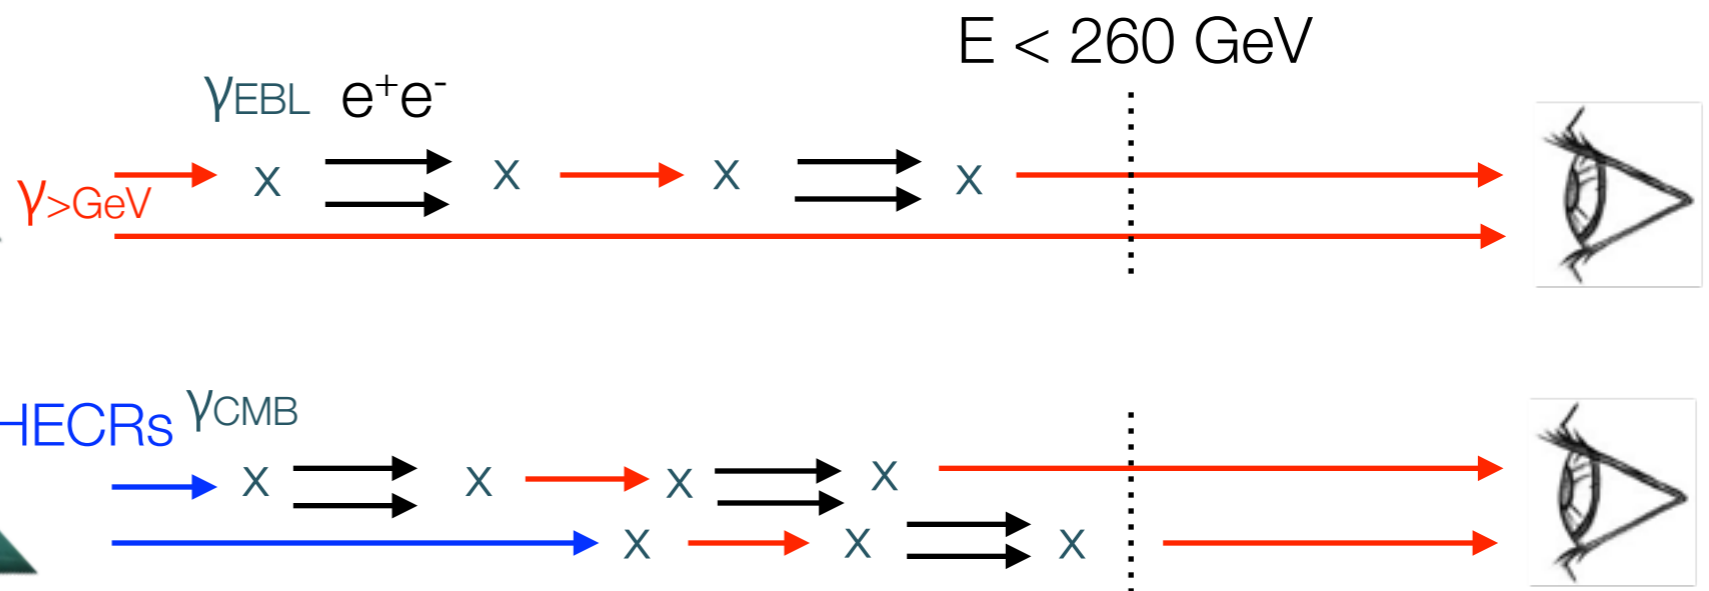 E < 260 GeV
γEBL e⁺e⁻
x x x x
γ>GeV
HECRs γCMB
x x x x
x x x